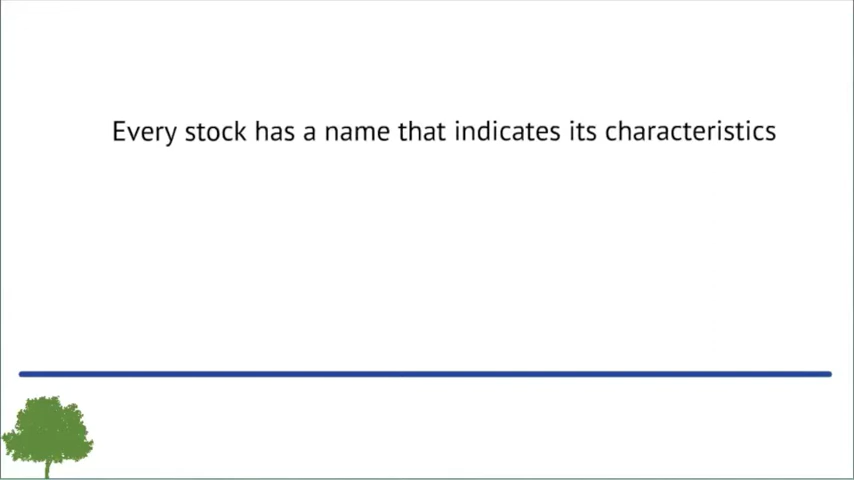 Every stock has a name that indicates its characteristics